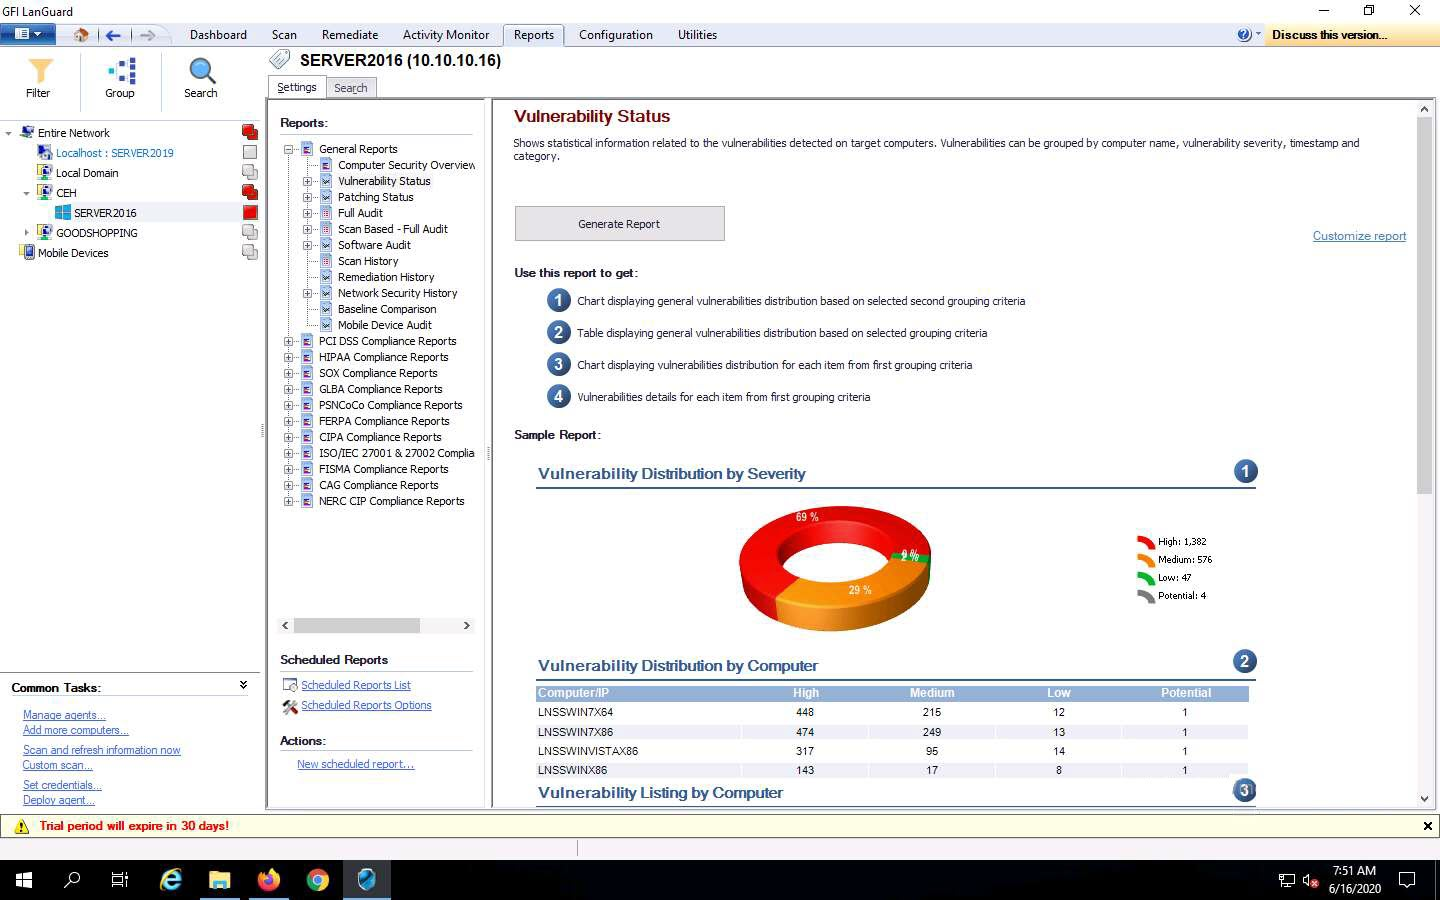 GFI LanGuard
Dashboard
Scan
Remediate
Activity Monitor
Reports
Configuration
Utilities
Discuss this version...
Filter
Group
Search
SERVER2016 (10.10.10.16)
Settings
Search
Entire Network
Localhost : SERVER2019
Local Domain
CEH
SERVER2016
GOODSHOPPING
Mobile Devices
Common Tasks:
Manage agents...
Add more computers...
Scan and refresh information now
Custom scan...
Set credentials...
Deploy agent...
Reports:
General Reports
Computer Security Overview
Vulnerability Status
Patching Status
Full Audit
Scan Based - Full Audit
Software Audit
Scan History
Remediation History
Network Security History
Baseline Comparison
Mobile Device Audit
PCI DSS Compliance Reports
HIPAA Compliance Reports
SOX Compliance Reports
GLBA Compliance Reports
PSNCoCo Compliance Reports
FERPA Compliance Reports
CIPA Compliance Reports
ISO/IEC 27001 & 27002 Complia
FISMA Compliance Reports
CAG Compliance Reports
NERC CIP Compliance Reports
Scheduled Reports
Scheduled Reports List
Scheduled Reports Options
Actions:
New scheduled report...
Vulnerability Status
Shows statistical information related to the vulnerabilities detected on target computers. Vulnerabilities can be grouped by computer name, vulnerability severity, timestamp and
category.
Generate Report
Customize report
Use this report to get:
1 Chart displaying general vulnerabilities distribution based on selected second grouping criteria
2 Table displaying general vulnerabilities distribution based on selected grouping criteria
3 Chart displaying vulnerabilities distribution for each item from first grouping criteria
4 Vulnerabilities details for each item from first grouping criteria
Sample Report:
Vulnerability Distribution by Severity 1
69 %
29 %
High: 1,382
Medium: 576
Low: 47
Potential: 4
Vulnerability Distribution by Computer 2
Computer/IP High Medium Low Potential
LNSSWIN7X64 448 215 12 1
LNSSWIN7X86 474 249 13 1
LNSSWINVISTAX86 317 95 14 1
LNSSWINX86 143 17 8 1
Vulnerability Listing by Computer 3
Trial period will expire in 30 days!
7:51 AM
6/16/2020